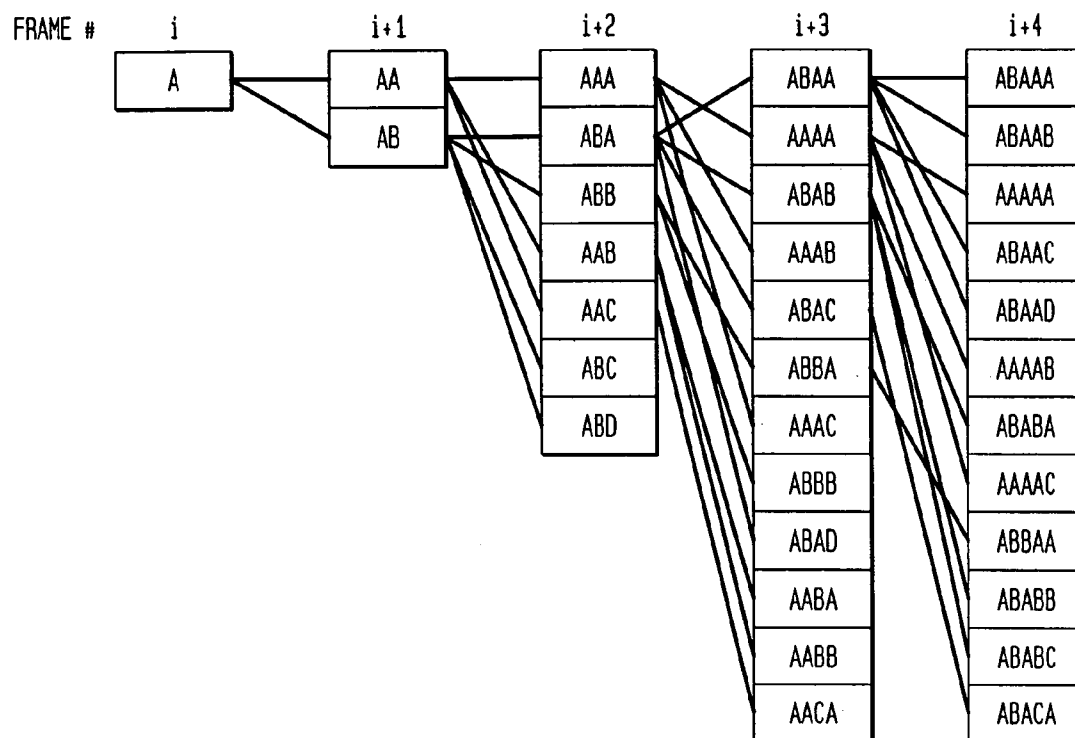 FRAME # i i+1 i+2 i+3 i+4
A AA AAA ABAA ABAAA
AB ABA AAAA ABAAB
ABB ABAB AAAAA
AAB AAAB ABAAC
AAC ABAC ABAAD
ABC ABBA AAAAB
ABD AAAC ABABA
ABBB AAAAC
ABAD ABBAA
AABA ABABB
AABB ABABC
AACA ABACA